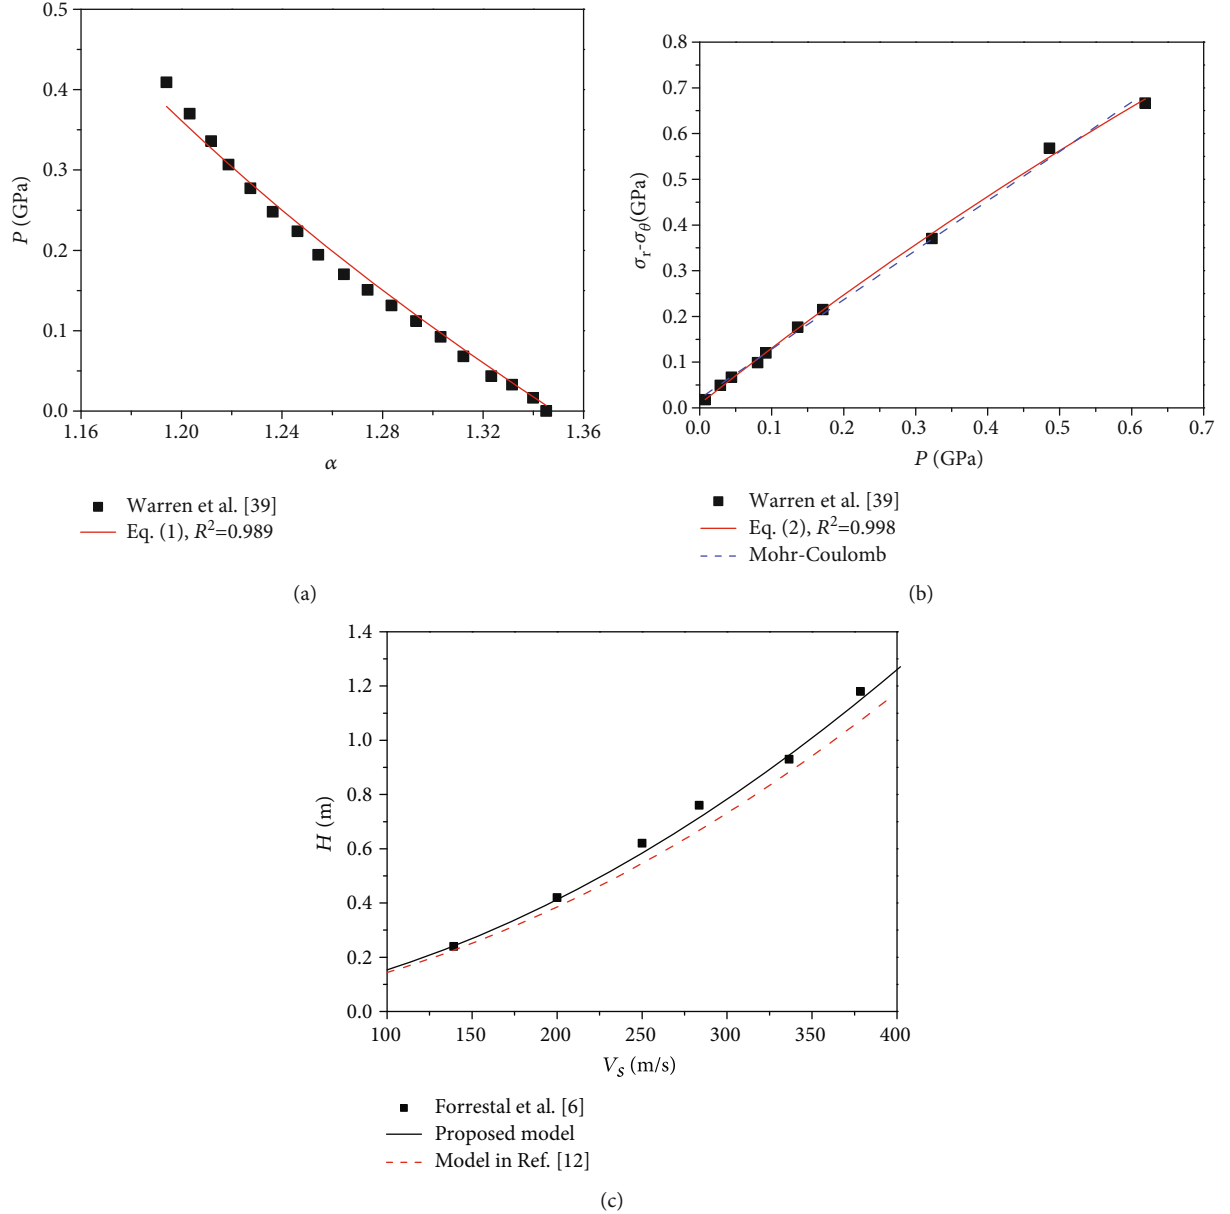 0.5
0.4
0.3
0.2
0.1
0.0
P (GPa)
1.16 1.20 1.24 1.28 1.32 1.36
α
Warren et al. [39]
Eq. (1), R²=0.989
(a)
0.8
0.7
0.6
0.5
0.4
0.3
0.2
0.1
0.0
σr-σθ(GPa)
0.0 0.1 0.2 0.3 0.4 0.5 0.6 0.7
P (GPa)
Warren et al. [39]
Eq. (2), R²=0.998
Mohr-Coulomb
(b)
1.4
1.2
1.0
0.8
0.6
0.4
0.2
0.0
H (m)
100 150 200 250 300 350 400
Vs (m/s)
Forrestal et al. [6]
Proposed model
Model in Ref. [12]
(c)